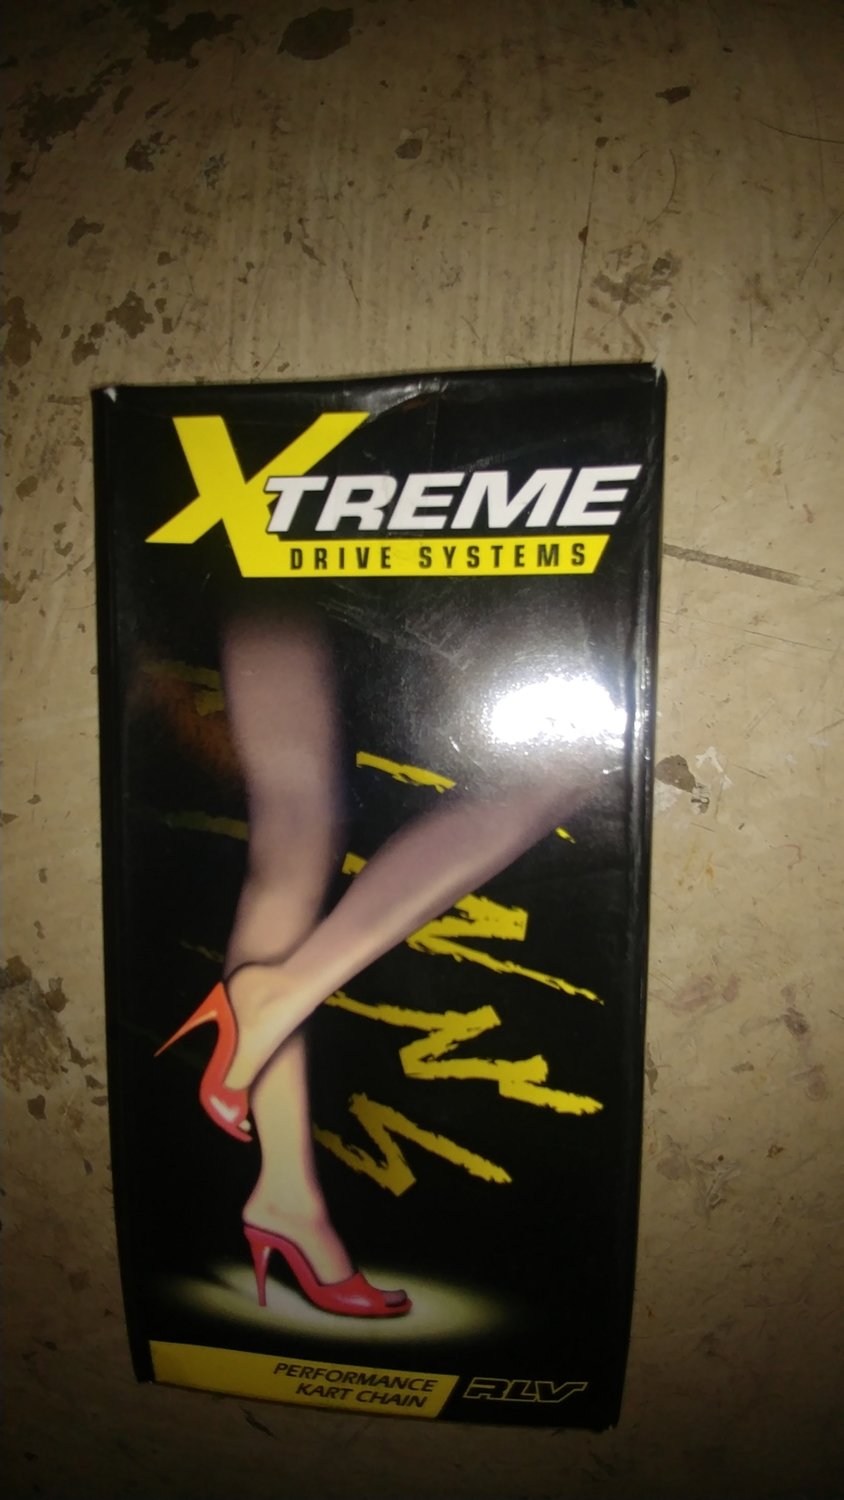 XTREME
DRIVE SYSTEMS
PERFORMANCE
KART CHAIN
RLV